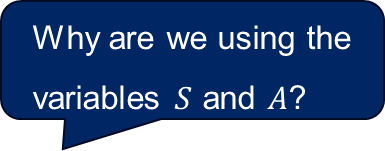 Why are we using the
variables S and A?